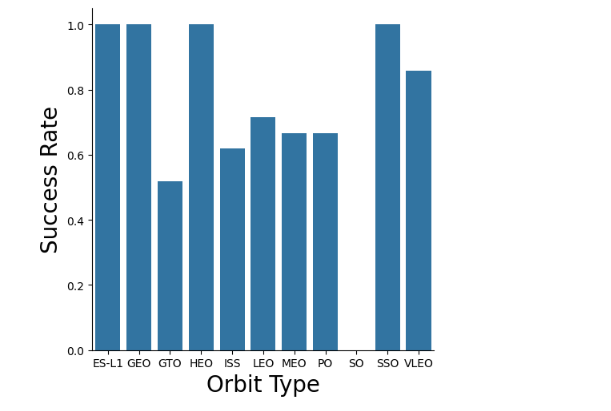 Success Rate
1.0
0.8
0.6
0.4
0.2
0.0
ES-L1 GEO GTO HEO ISS LEO MEO PO SO SSO VLEO
Orbit Type